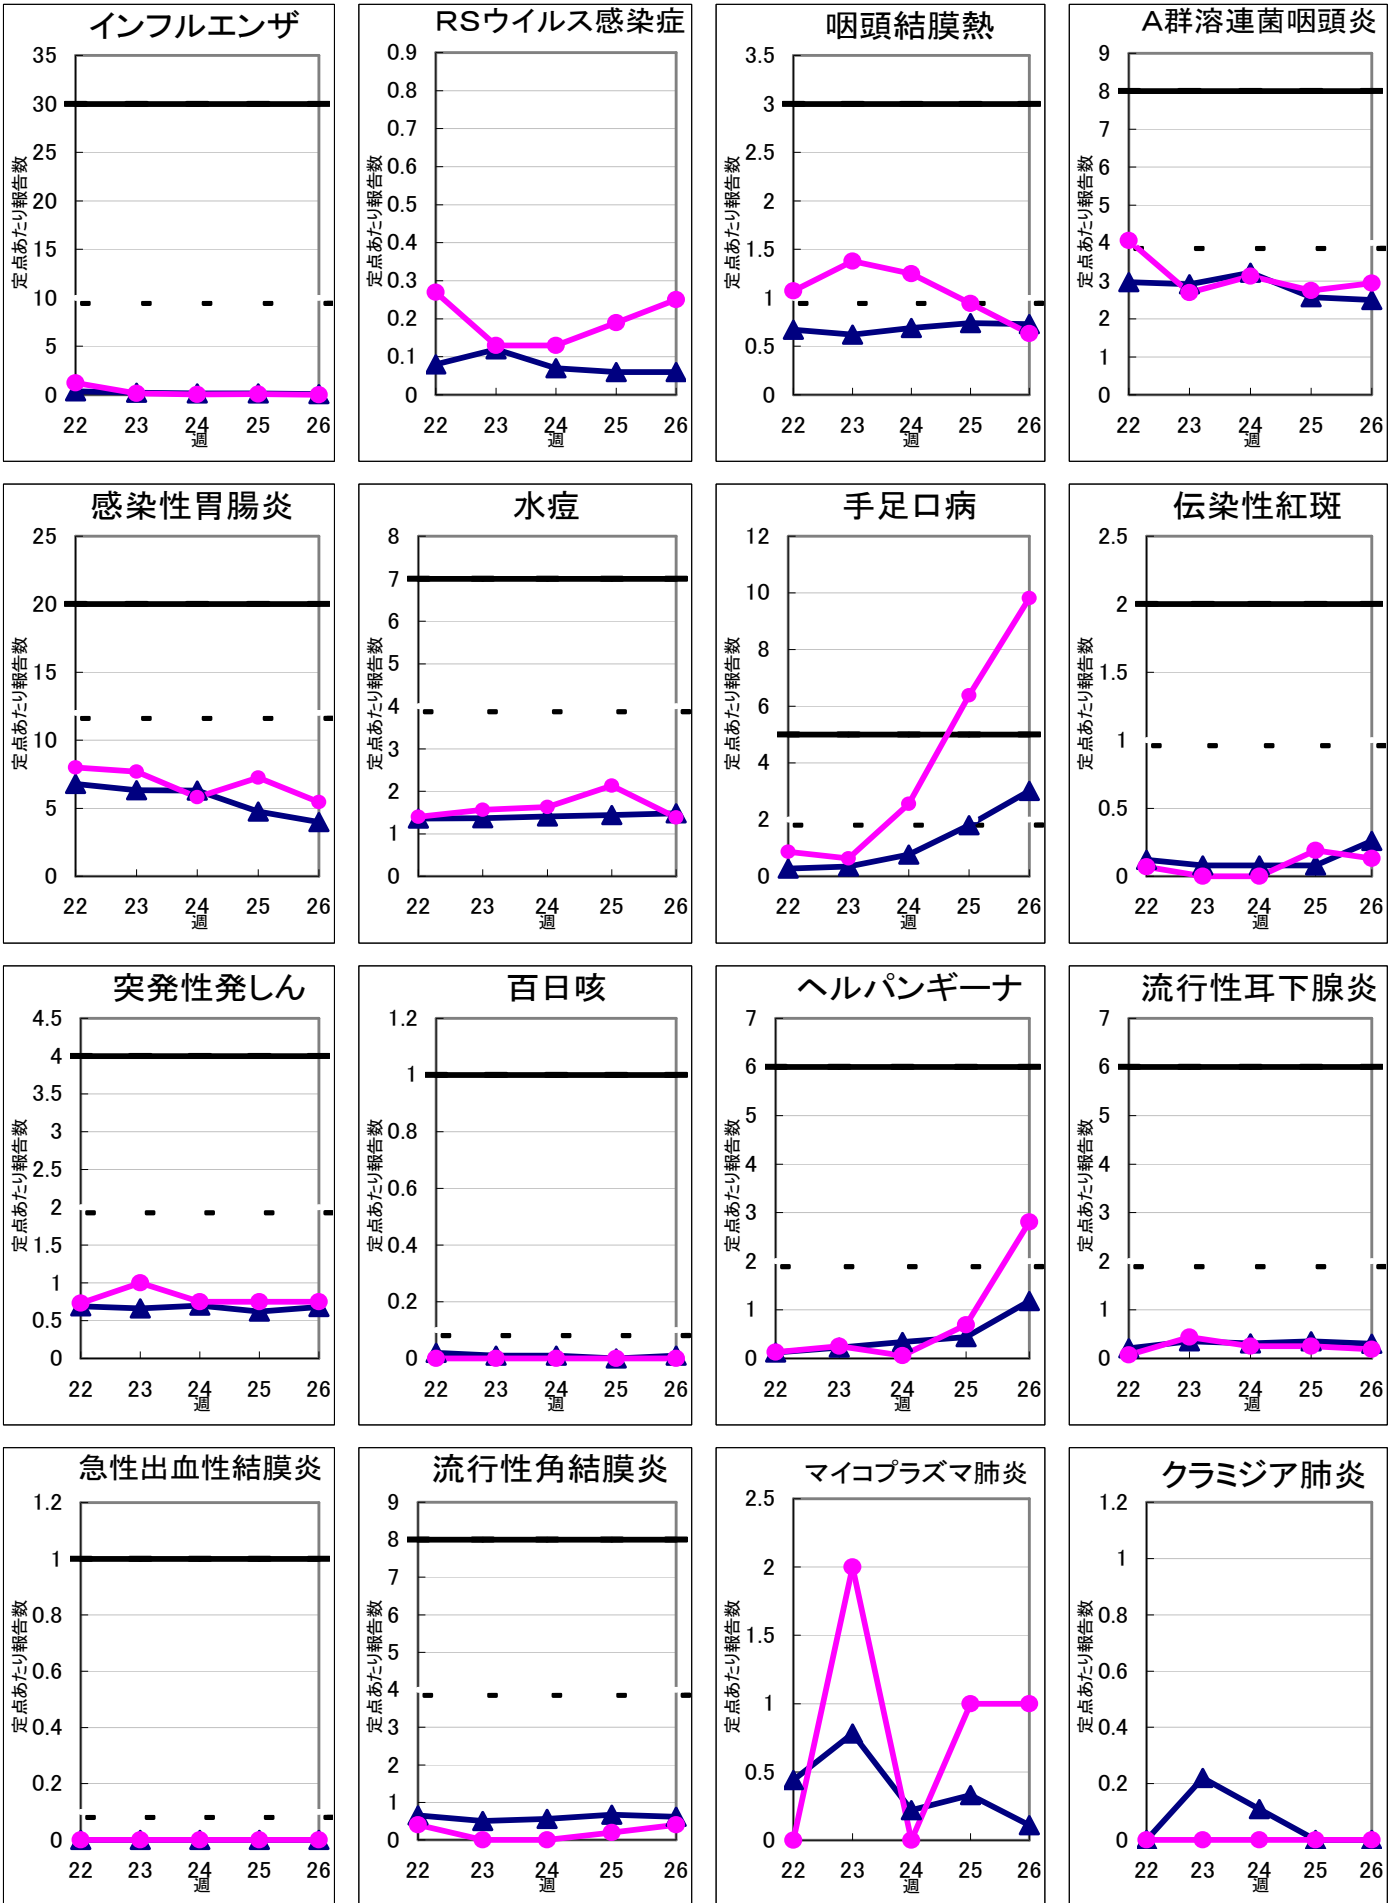 インフルエンザ
定点あたり報告数
35
30
25
20
15
10
5
0
22 23 24 25 26
週
RSウイルス感染症
定点あたり報告数
0.9
0.8
0.7
0.6
0.5
0.4
0.3
0.2
0.1
0
22 23 24 25 26
週
咽頭結膜熱
定点あたり報告数
3.5
3
2.5
2
1.5
1
0.5
0
22 23 24 25 26
週
A群溶連菌咽頭炎
定点あたり報告数
9
8
7
6
5
4
3
2
1
0
22 23 24 25 26
週
感染性胃腸炎
定点あたり報告数
25
20
15
10
5
0
22 23 24 25 26
週
水痘
定点あたり報告数
8
7
6
5
4
3
2
1
0
22 23 24 25 26
週
手足口病
定点あたり報告数
12
10
8
6
4
2
0
22 23 24 25 26
週
伝染性紅斑
定点あたり報告数
2.5
2
1.5
1
0.5
0
22 23 24 25 26
週
突発性発しん
定点あたり報告数
4.5
4
3.5
3
2.5
2
1.5
1
0.5
0
22 23 24 25 26
週
百日咳
定点あたり報告数
1.2
1
0.8
0.6
0.4
0.2
0
22 23 24 25 26
週
ヘルパンギーナ
定点あたり報告数
7
6
5
4
3
2
1
0
22 23 24 25 26
週
流行性耳下腺炎
定点あたり報告数
7
6
5
4
3
2
1
0
22 23 24 25 26
週
急性出血性結膜炎
定点あたり報告数
1.2
1
0.8
0.6
0.4
0.2
0
22 23 24 25 26
週
流行性角結膜炎
定点あたり報告数
9
8
7
6
5
4
3
2
1
0
22 23 24 25 26
週
マイコプラズマ肺炎
定点あたり報告数
2.5
2
1.5
1
0.5
0
22 23 24 25 26
週
クラミジア肺炎
定点あたり報告数
1.2
1
0.8
0.6
0.4
0.2
0
22 23 24 25 26
週